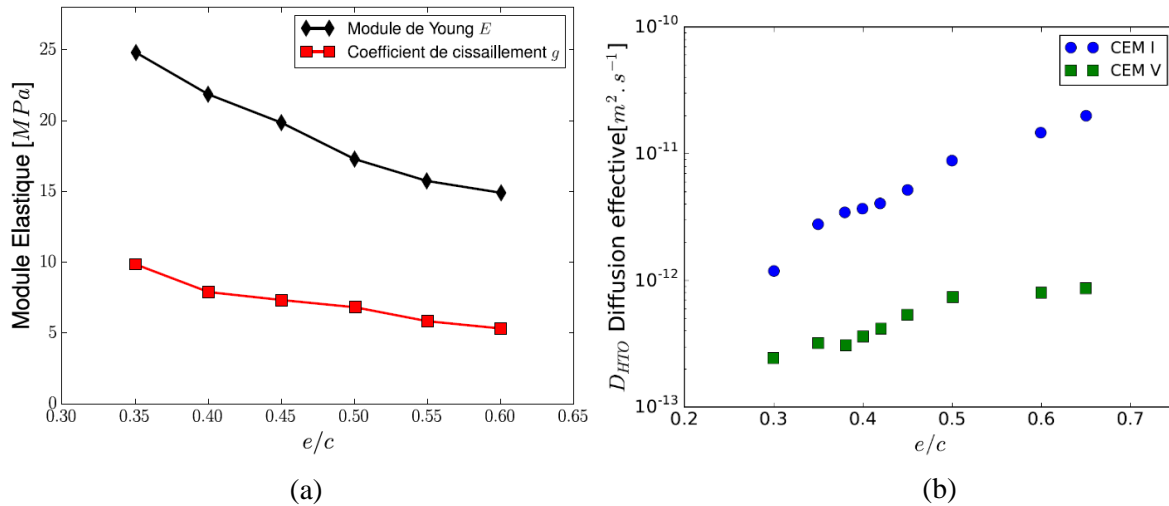 Module de Young E
Coefficient de cissaillement g
Module Elastique [MPa]
25
20
15
10
5
0
0.30 0.35 0.40 0.45 0.50 0.55 0.60 0.65
e/c
(a)
CEM I
CEM V
D_HTO Diffusion effective[m².s⁻¹]
10⁻¹⁰
10⁻¹¹
10⁻¹²
10⁻¹³
0.2 0.3 0.4 0.5 0.6 0.7
e/c
(b)